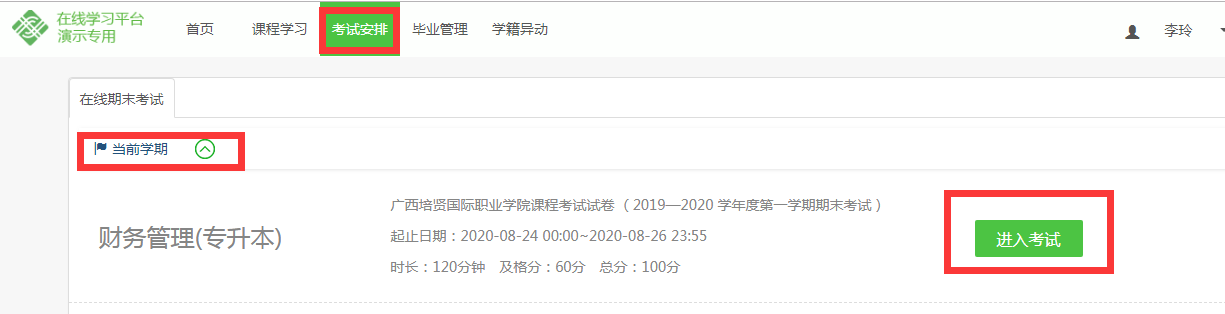 在线学习平台
演示专用
首页 课程学习 考试安排 毕业管理 学籍异动 李玲
在线期末考试
当前学期
广西培贤国际职业学院课程考试试卷 ( 2019—2020 学年度第一学期期末考试 )
财务管理(专升本)
起止日期：2020-08-24 00:00~2020-08-26 23:55
进入考试
时长：120分钟 及格分：60分 总分：100分